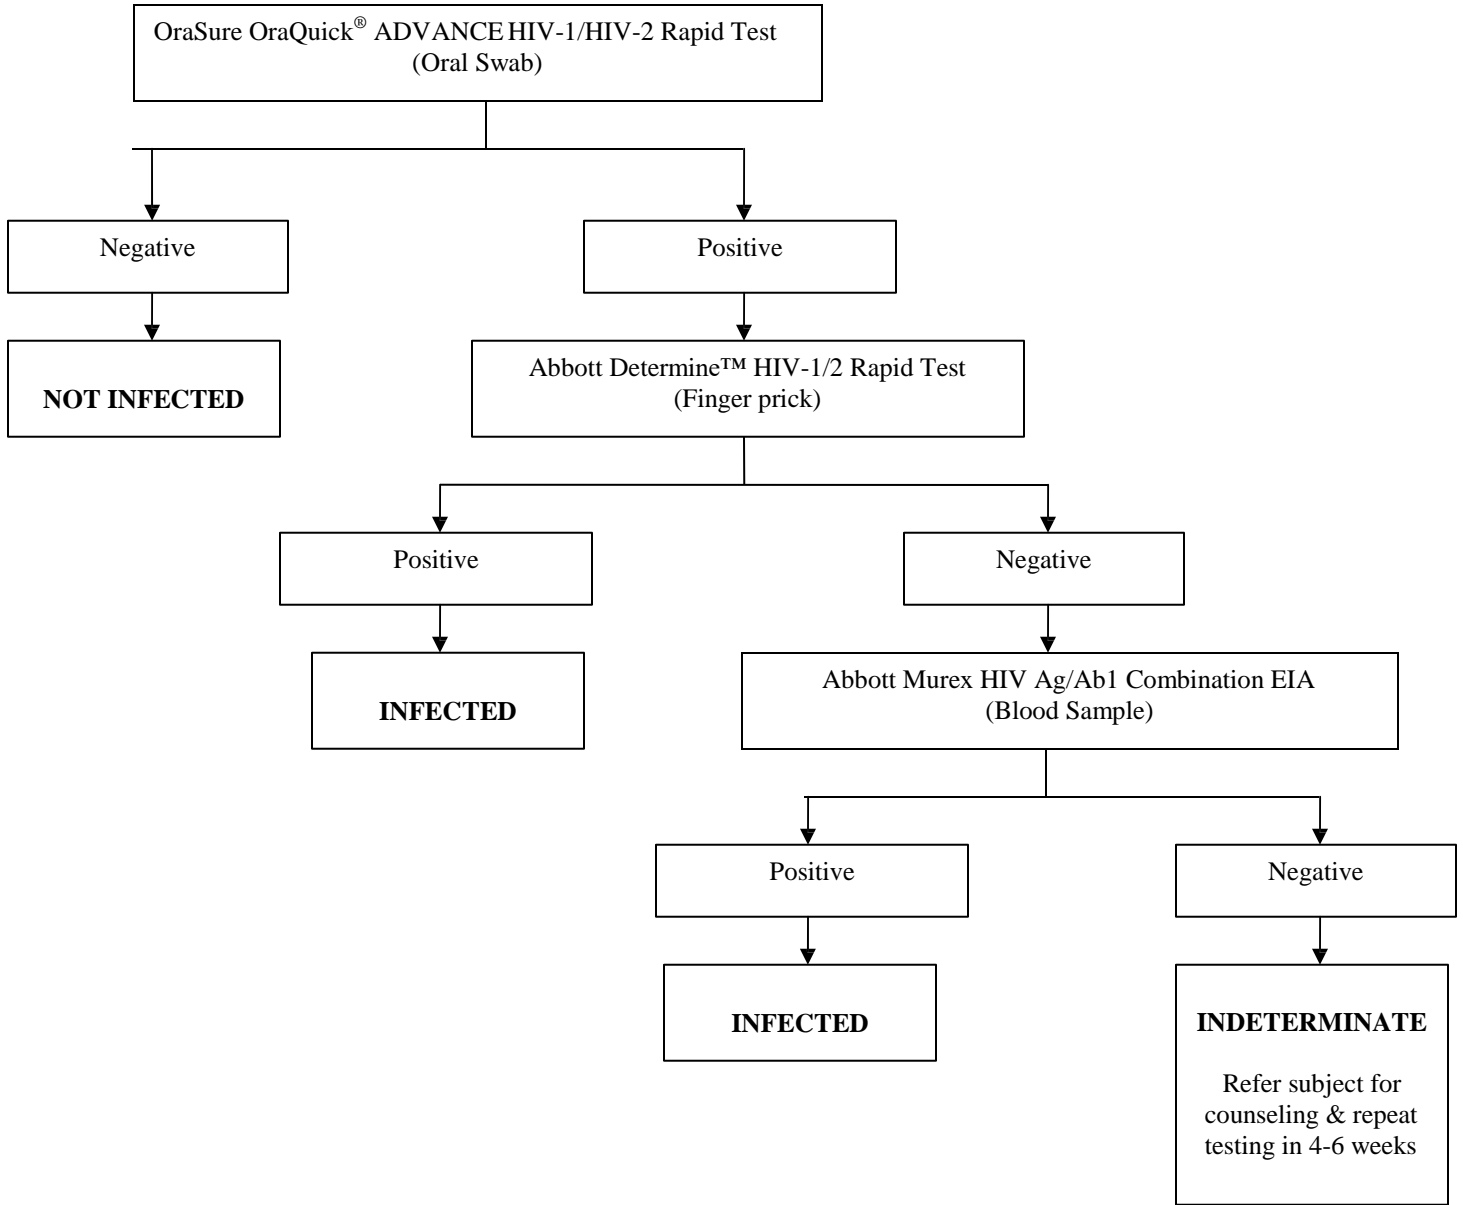 OraSure OraQuick® ADVANCE HIV-1/HIV-2 Rapid Test
(Oral Swab)
Negative
Positive
NOT INFECTED
Abbott Determine™ HIV-1/2 Rapid Test
(Finger prick)
Positive
Negative
INFECTED
Abbott Murex HIV Ag/Ab1 Combination EIA
(Blood Sample)
Positive
Negative
INFECTED
INDETERMINATE
Refer subject for
counseling & repeat
testing in 4-6 weeks